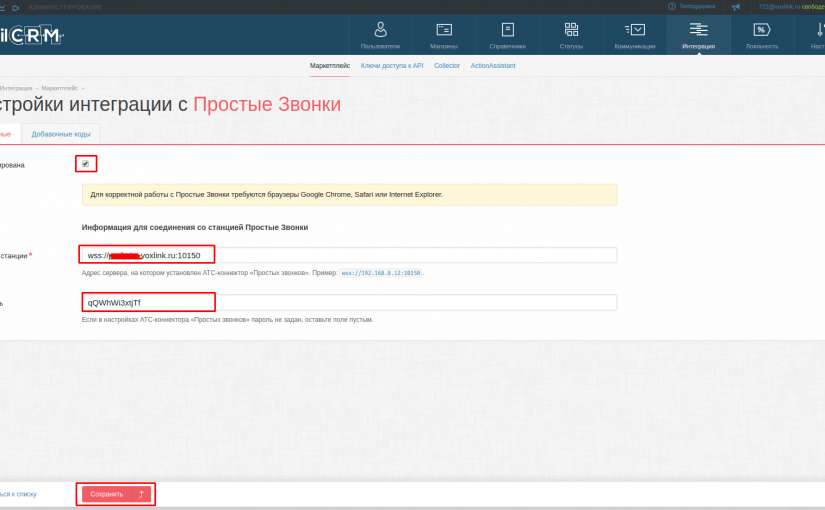 АДМИНИСТРИРОВАНИЕ
Техподдержка
722@voxlink.ru свободе
ilCRM
Пользователи
Магазины
Справочники
Статусы
Коммуникации
Интеграция
Лояльность
Наст
Маркетплейс
Ключи доступа к API
Collector
ActionAssistant
Интеграция – Маркетплейс –
стройки интеграции с Простые Звонки
ные
Добавочные коды
ирована
Для корректной работы с Простые Звонки требуются браузеры Google Chrome, Safari или Internet Explorer.
Информация для соединения со станцией Простые Звонки
станции *
wss:// voxlink.ru:10150
Адрес сервера, на котором установлен АТС-коннектор «Простых звонков». Пример: wss://192.168.0.12:10150.
ь
qQWhWi3xtjTf
Если в настройках АТС-коннектора «Простых звонков» пароль не задан, оставьте поле пустым.
ься к списку
Сохранить